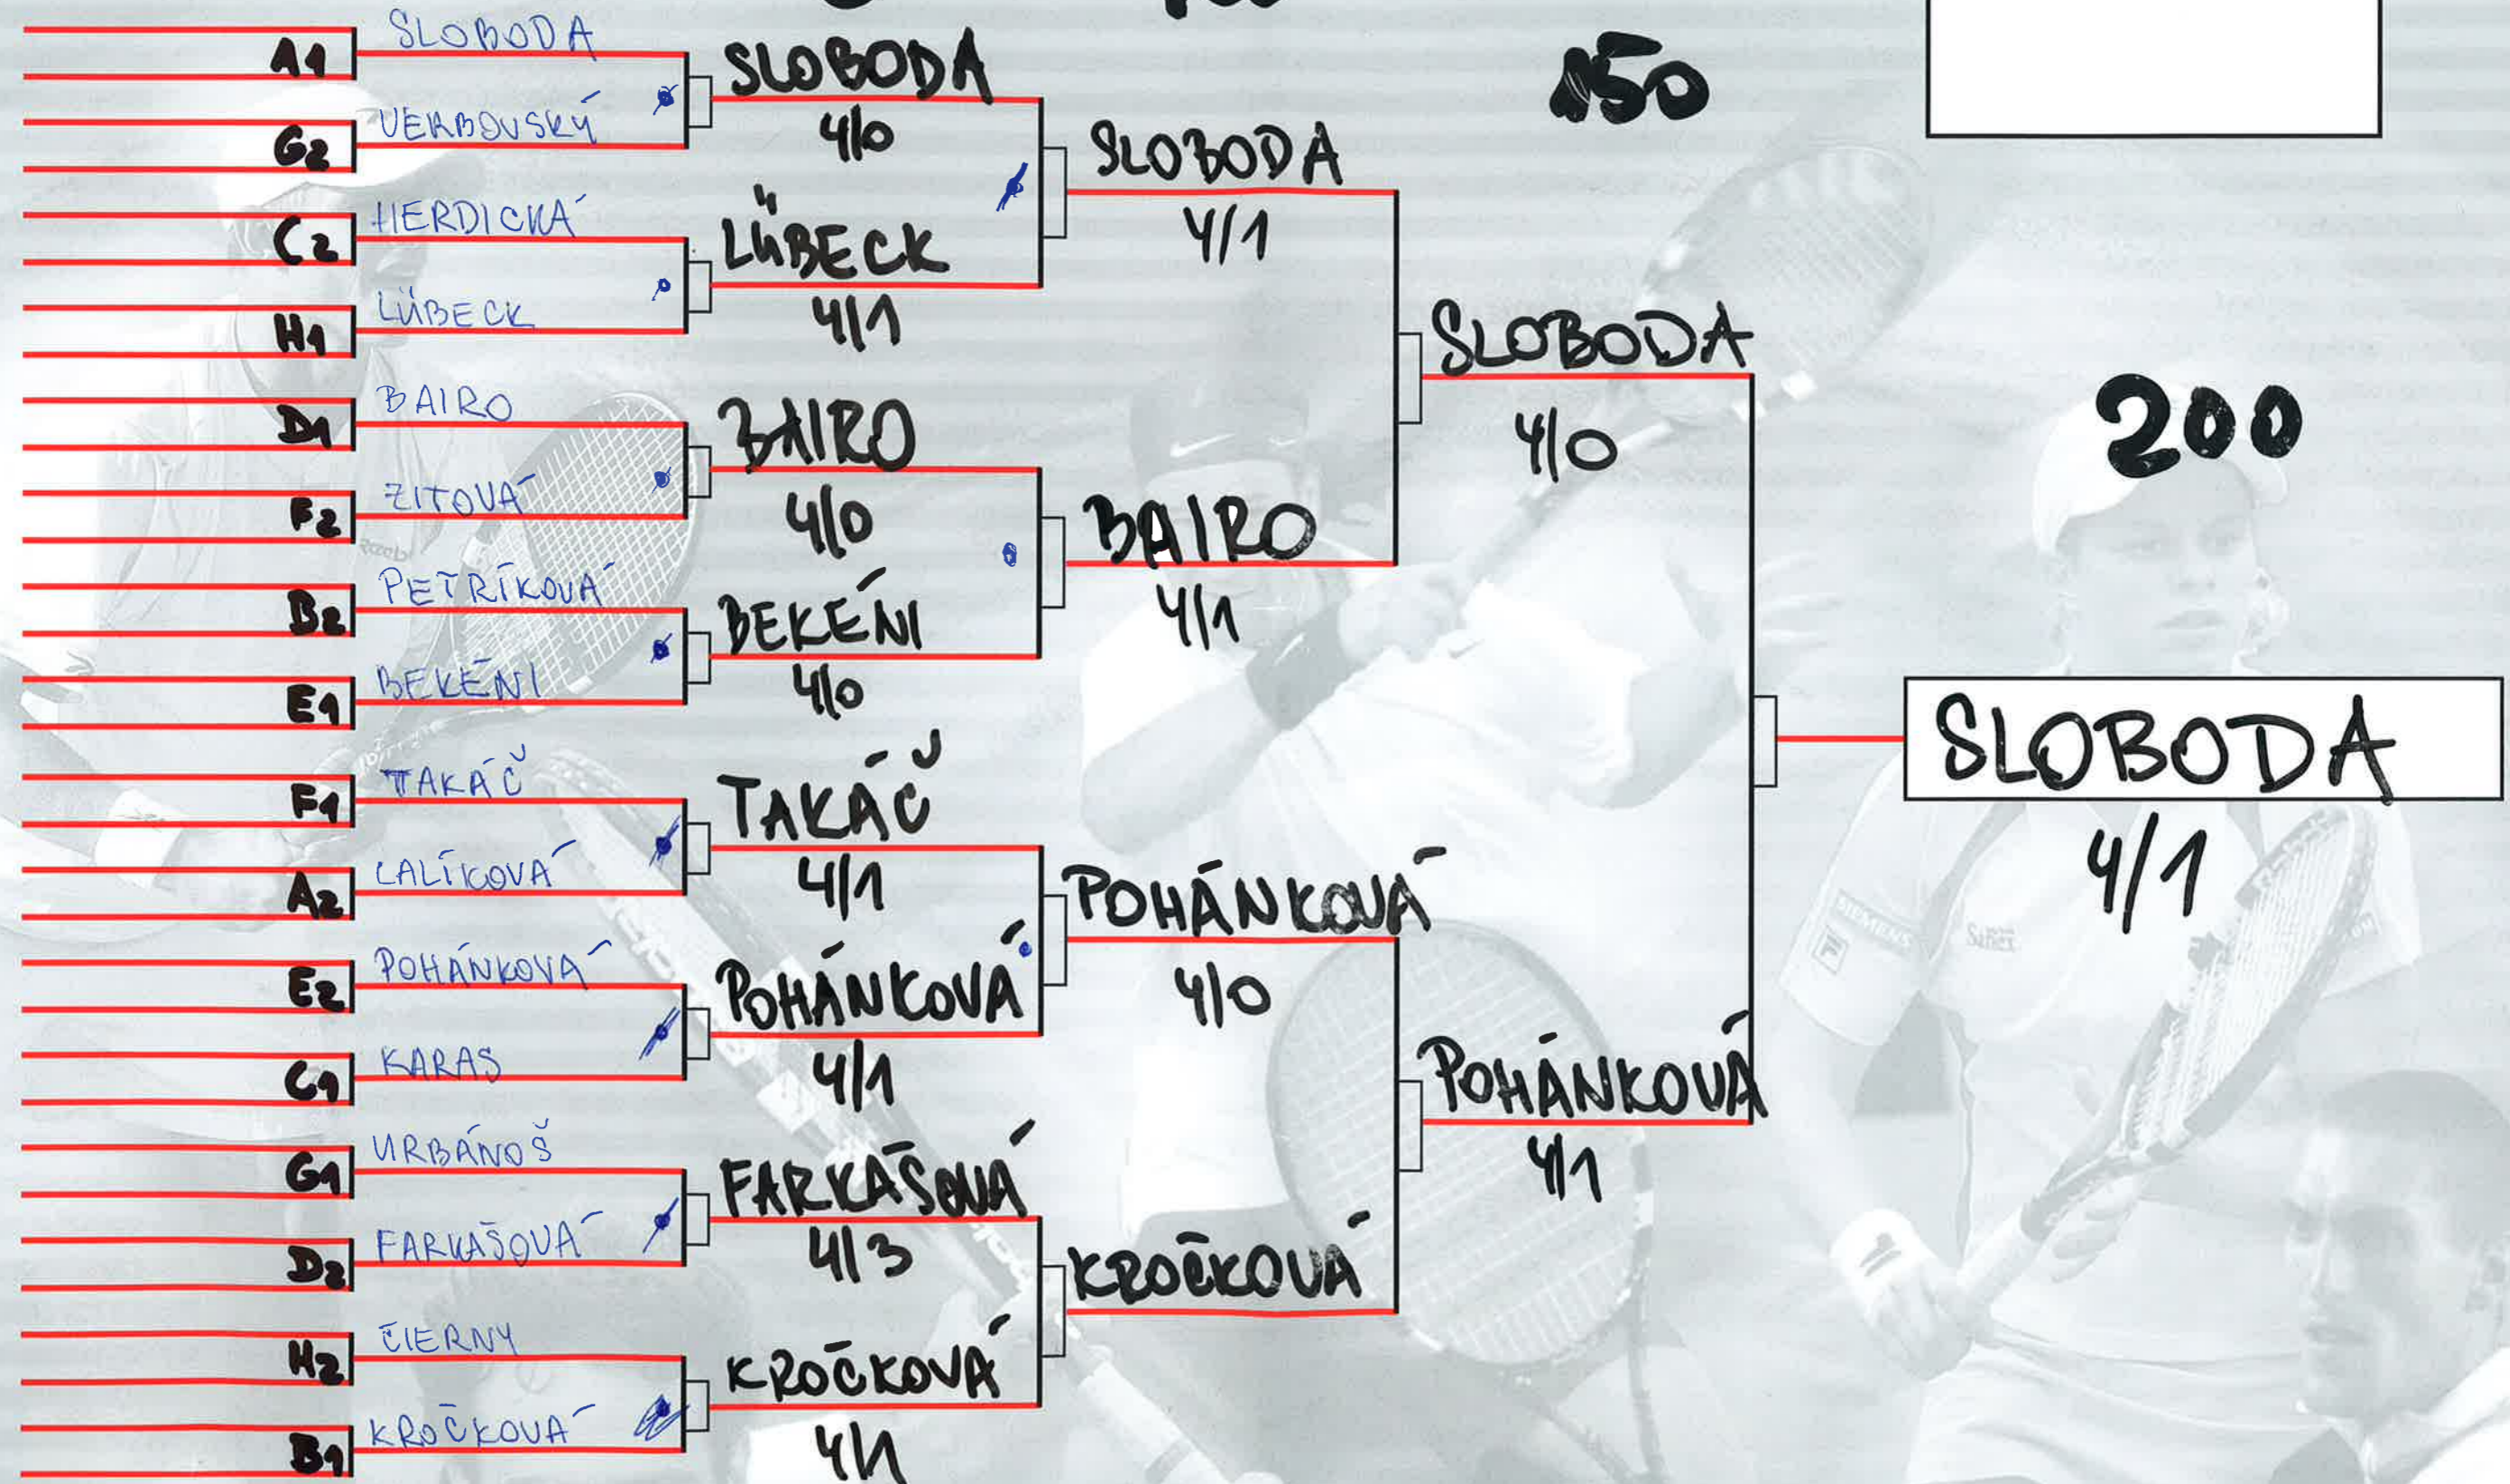 A1 SLOBODA
G2 VERBOVSKÝ
C2 HERDICKÁ
H1 LÜBECK
D1 BAIRO
F2 ZITOVÁ
B2 PETRÍKOVÁ
E1 BEKÉNI
F1 TAKÁČ
A2 LALÍKOVÁ
E2 POHÁNKOVÁ
C1 KARAS
G1 URBÁNOŠ
D2 FARKAŠOVÁ
H2 ČIERNY
B1 KROČKOVÁ
SLOBODA
4/0
LÜBECK
4/1
BAIRO
4/0
BEKÉNI
4/0
TAKÁČ
4/1
POHÁNKOVÁ
4/1
FARKAŠOVÁ
4/3
KROČKOVÁ
4/1
SLOBODA
4/1
BAIRO
4/1
POHÁNKOVÁ
4/0
KROČKOVÁ
150
SLOBODA
4/0
POHÁNKOVÁ
4/1
200
SLOBODA
4/1
SIEMENS